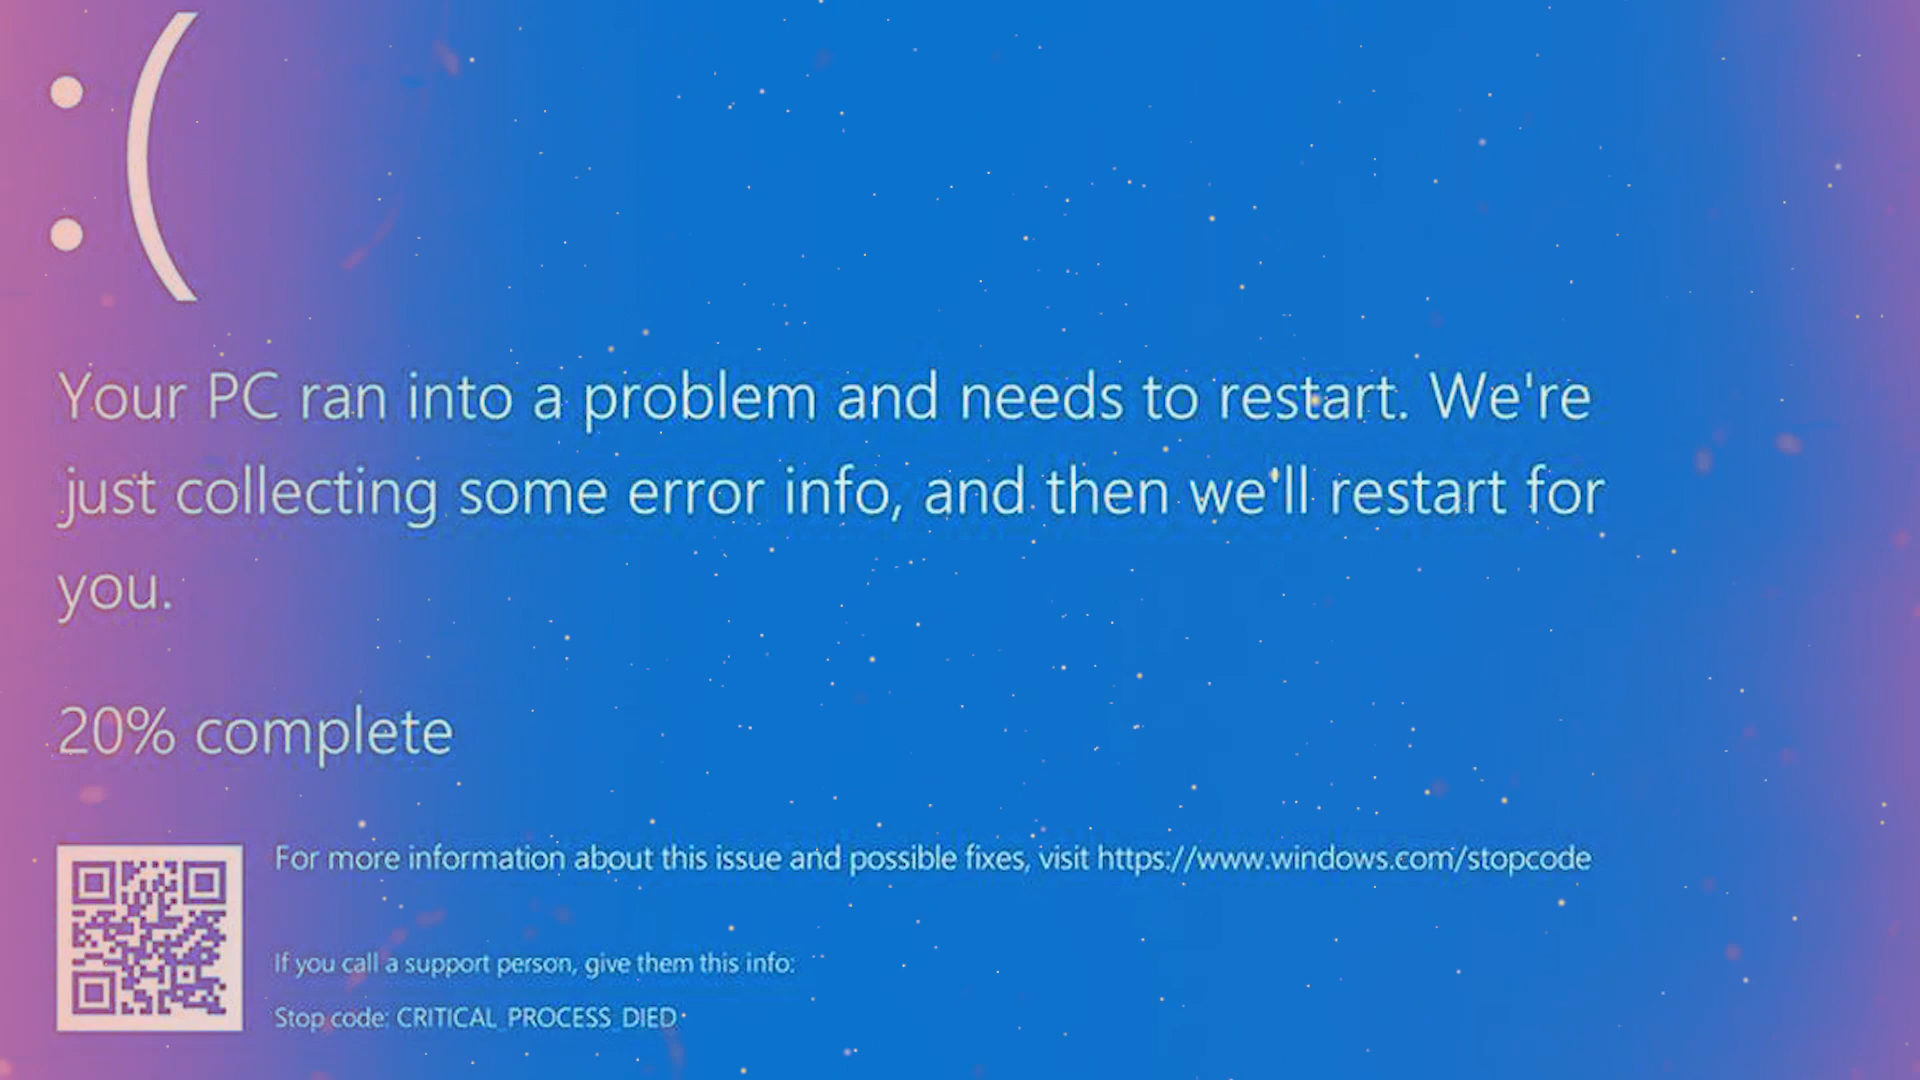 :(
Your PC ran into a problem and needs to restart. We're
just collecting some error info, and then we'll restart for
you.
20% complete
For more information about this issue and possible fixes, visit https://www.windows.com/stopcode
If you call a support person, give them this info:
Stop code: CRITICAL_PROCESS_DIED